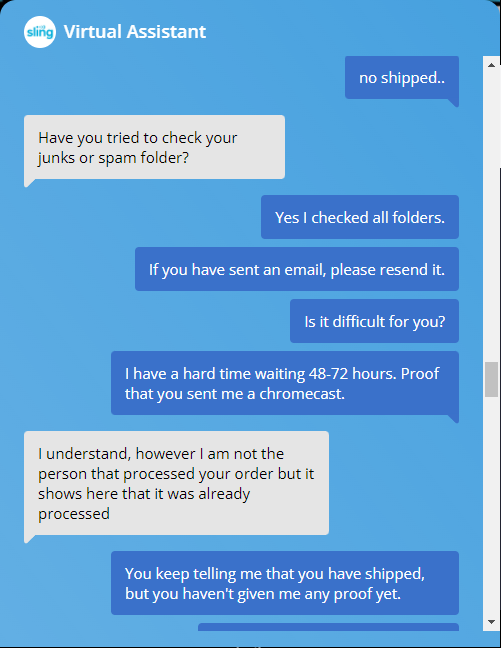 sling
Virtual Assistant
no shipped..
Have you tried to check your
junks or spam folder?
Yes I checked all folders.
If you have sent an email, please resend it.
Is it difficult for you?
I have a hard time waiting 48-72 hours. Proof
that you sent me a chromecast.
I understand, however I am not the
person that processed your order but it
shows here that it was already
processed
You keep telling me that you have shipped,
but you haven't given me any proof yet.